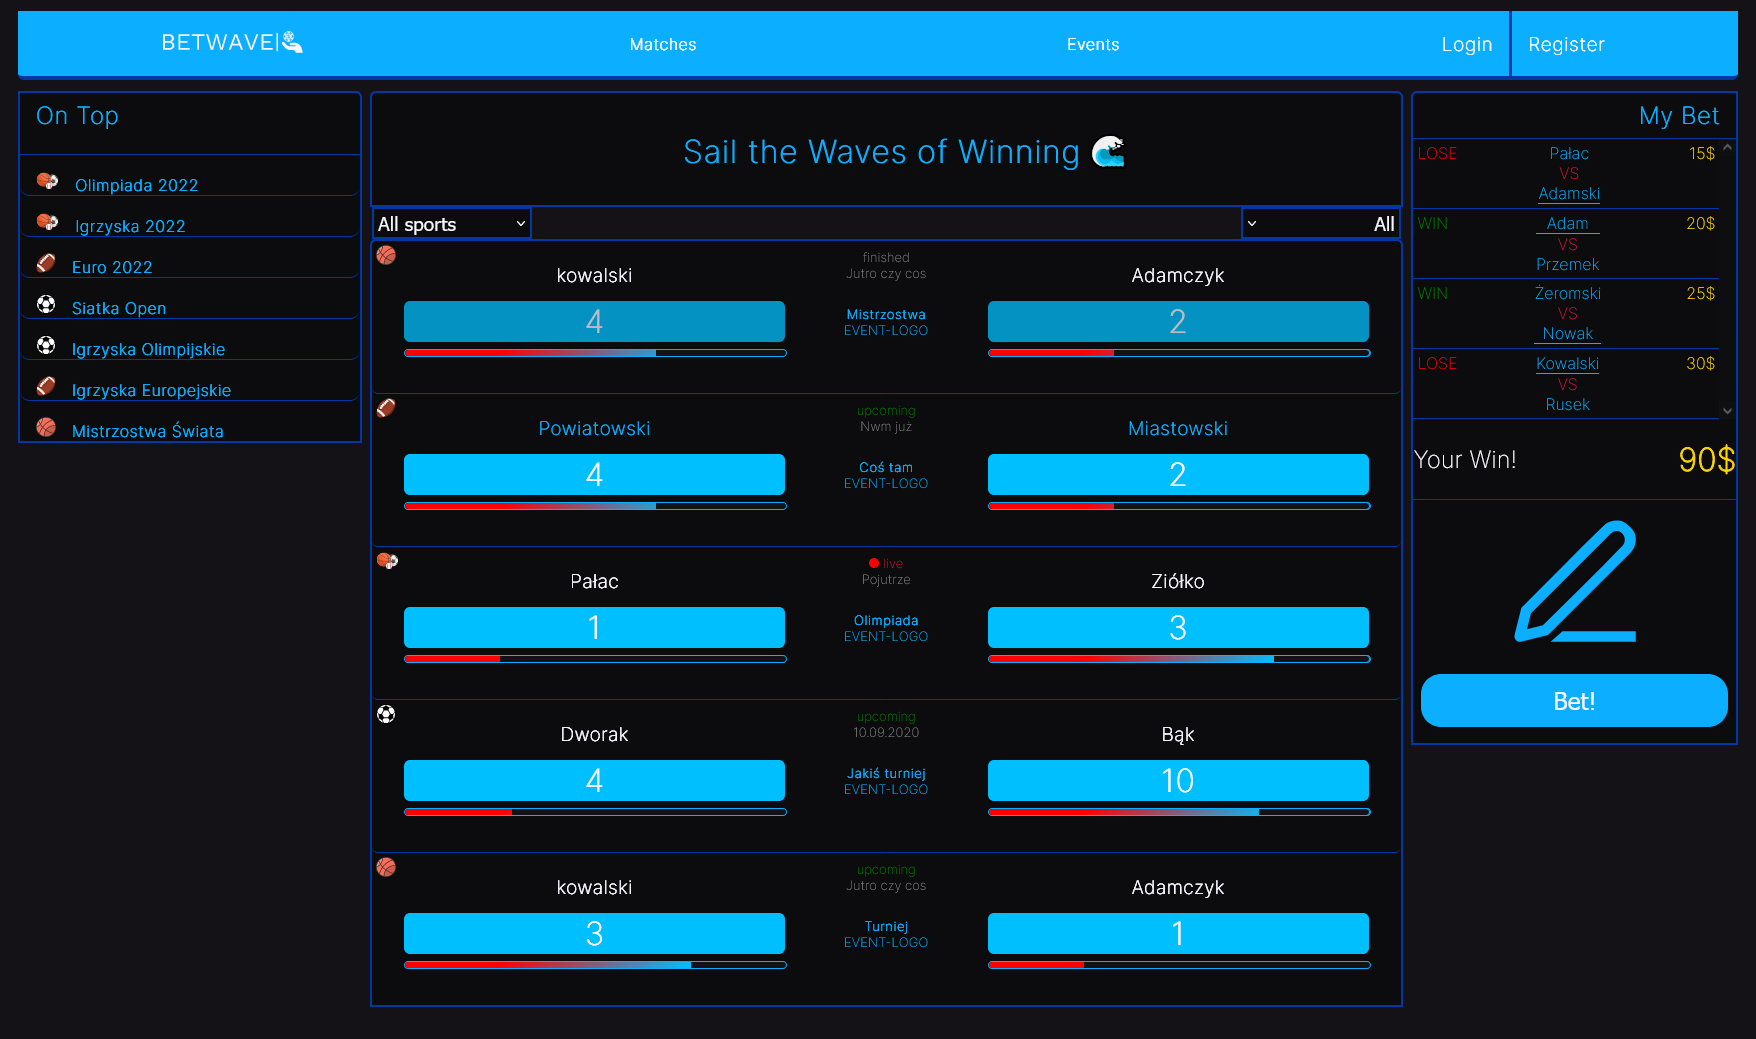 BETWAVE|
Matches
Events
Login
Register
On Top
Olimpiada 2022
Igrzyska 2022
Euro 2022
Siatka Open
Igrzyska Olimpijskie
Igrzyska Europejskie
Mistrzostwa Świata
Sail the Waves of Winning
All sports
All
kowalski
finished
Jutro czy cos
Adamczyk
4
Mistrzostwa
EVENT-LOGO
2
Powiatowski
upcoming
Nwm już
Miastowski
4
Coś tam
EVENT-LOGO
2
Pałac
live
Pojutrze
Ziółko
1
Olimpiada
EVENT-LOGO
3
Dworak
upcoming
10.09.2020
Bąk
4
Jakiś turniej
EVENT-LOGO
10
kowalski
upcoming
Jutro czy cos
Adamczyk
3
Turniej
EVENT-LOGO
1
My Bet
LOSE
Pałac
15$
VS
Adamski
WIN
Adam
20$
VS
Przemek
WIN
Żeromski
25$
VS
Nowak
LOSE
Kowalski
30$
VS
Rusek
Your Win!
90$
Bet!